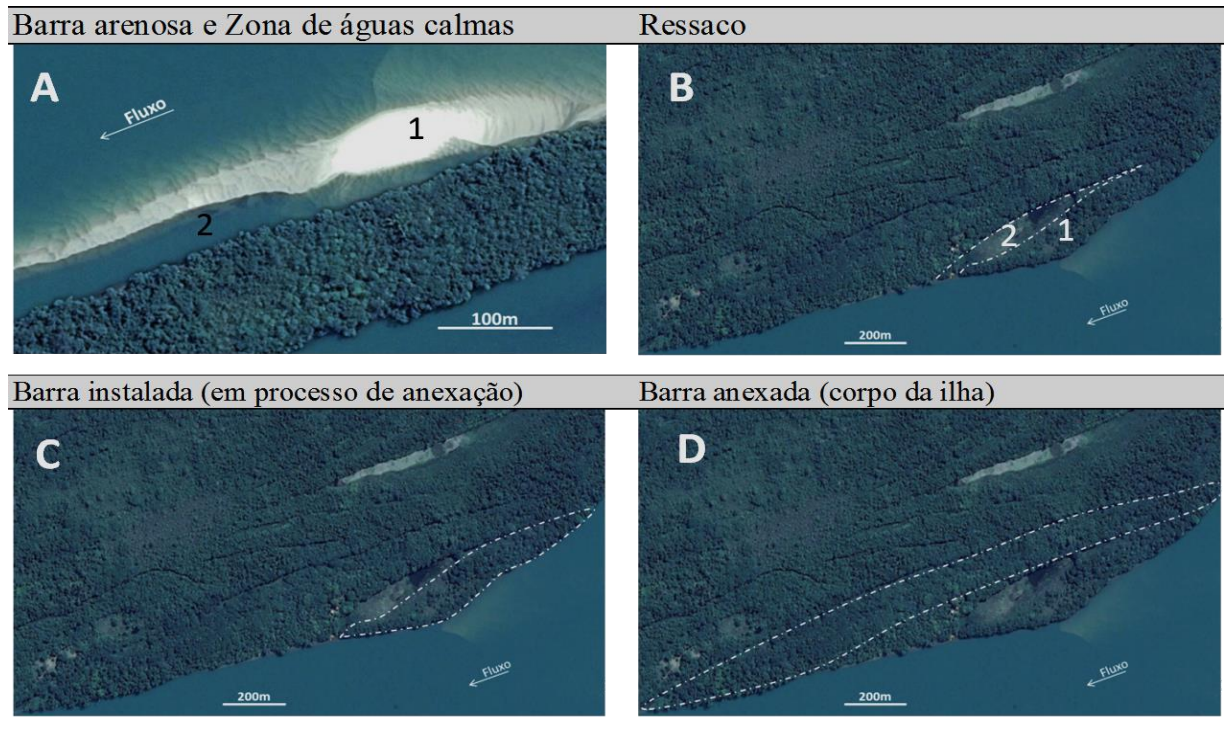 Barra arenosa e Zona de águas calmas
Ressaco
A
Fluxo
1
2
100m
B
2
1
Fluxo
200m
Barra instalada (em processo de anexação)
Barra anexada (corpo da ilha)
C
Fluxo
200m
D
Fluxo
200m